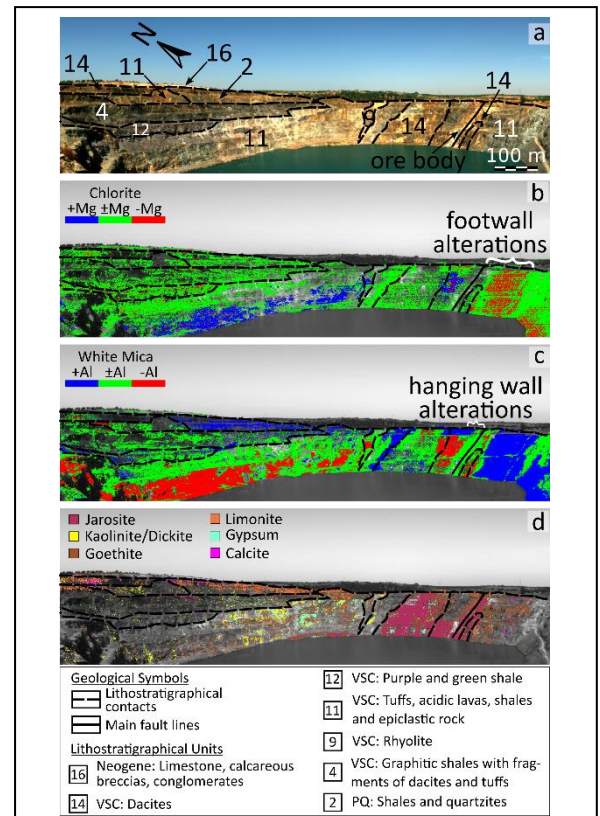 a
N
16
14
11
2
14
4
12
11
9
14
11
ore body
100 m
b
Chlorite
+Mg ±Mg -Mg
footwall
alterations
c
White Mica
+Al ±Al -Al
hanging wall
alterations
d
Jarosite
Kaolinite/Dickite
Goethite
Limonite
Gypsum
Calcite
Geological Symbols
Lithostratigraphical
contacts
Main fault lines
Lithostratigraphical Units
16 Neogene: Limestone, calcareous
breccias, conglomerates
14 VSC: Dacites
12 VSC: Purple and green shale
11 VSC: Tuffs, acidic lavas, shales
and epiclastic rock
9 VSC: Rhyolite
4 VSC: Graphitic shales with frag-
ments of dacites and tuffs
2 PQ: Shales and quartzites